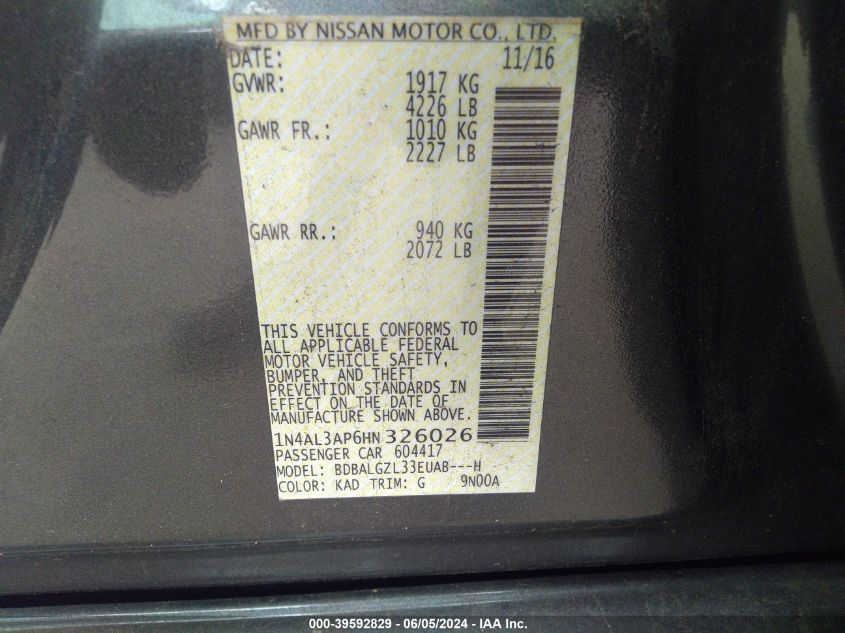 MFD BY NISSAN MOTOR CO., LTD.
DATE: 11/16
GVWR: 1917 KG
4226 LB
GAWR FR.: 1010 KG
2227 LB
GAWR RR.: 940 KG
2072 LB
THIS VEHICLE CONFORMS TO
ALL APPLICABLE FEDERAL
MOTOR VEHICLE SAFETY,
BUMPER, AND THEFT
PREVENTION STANDARDS IN
EFFECT ON THE DATE OF
MANUFACTURE SHOWN ABOVE.
1N4AL3AP6HN326026
PASSENGER CAR 604417
MODEL: BDBALGZL33EUAB---H
COLOR: KAD TRIM: G 9N00A
000-39592829 - 06/05/2024 - IAA Inc.